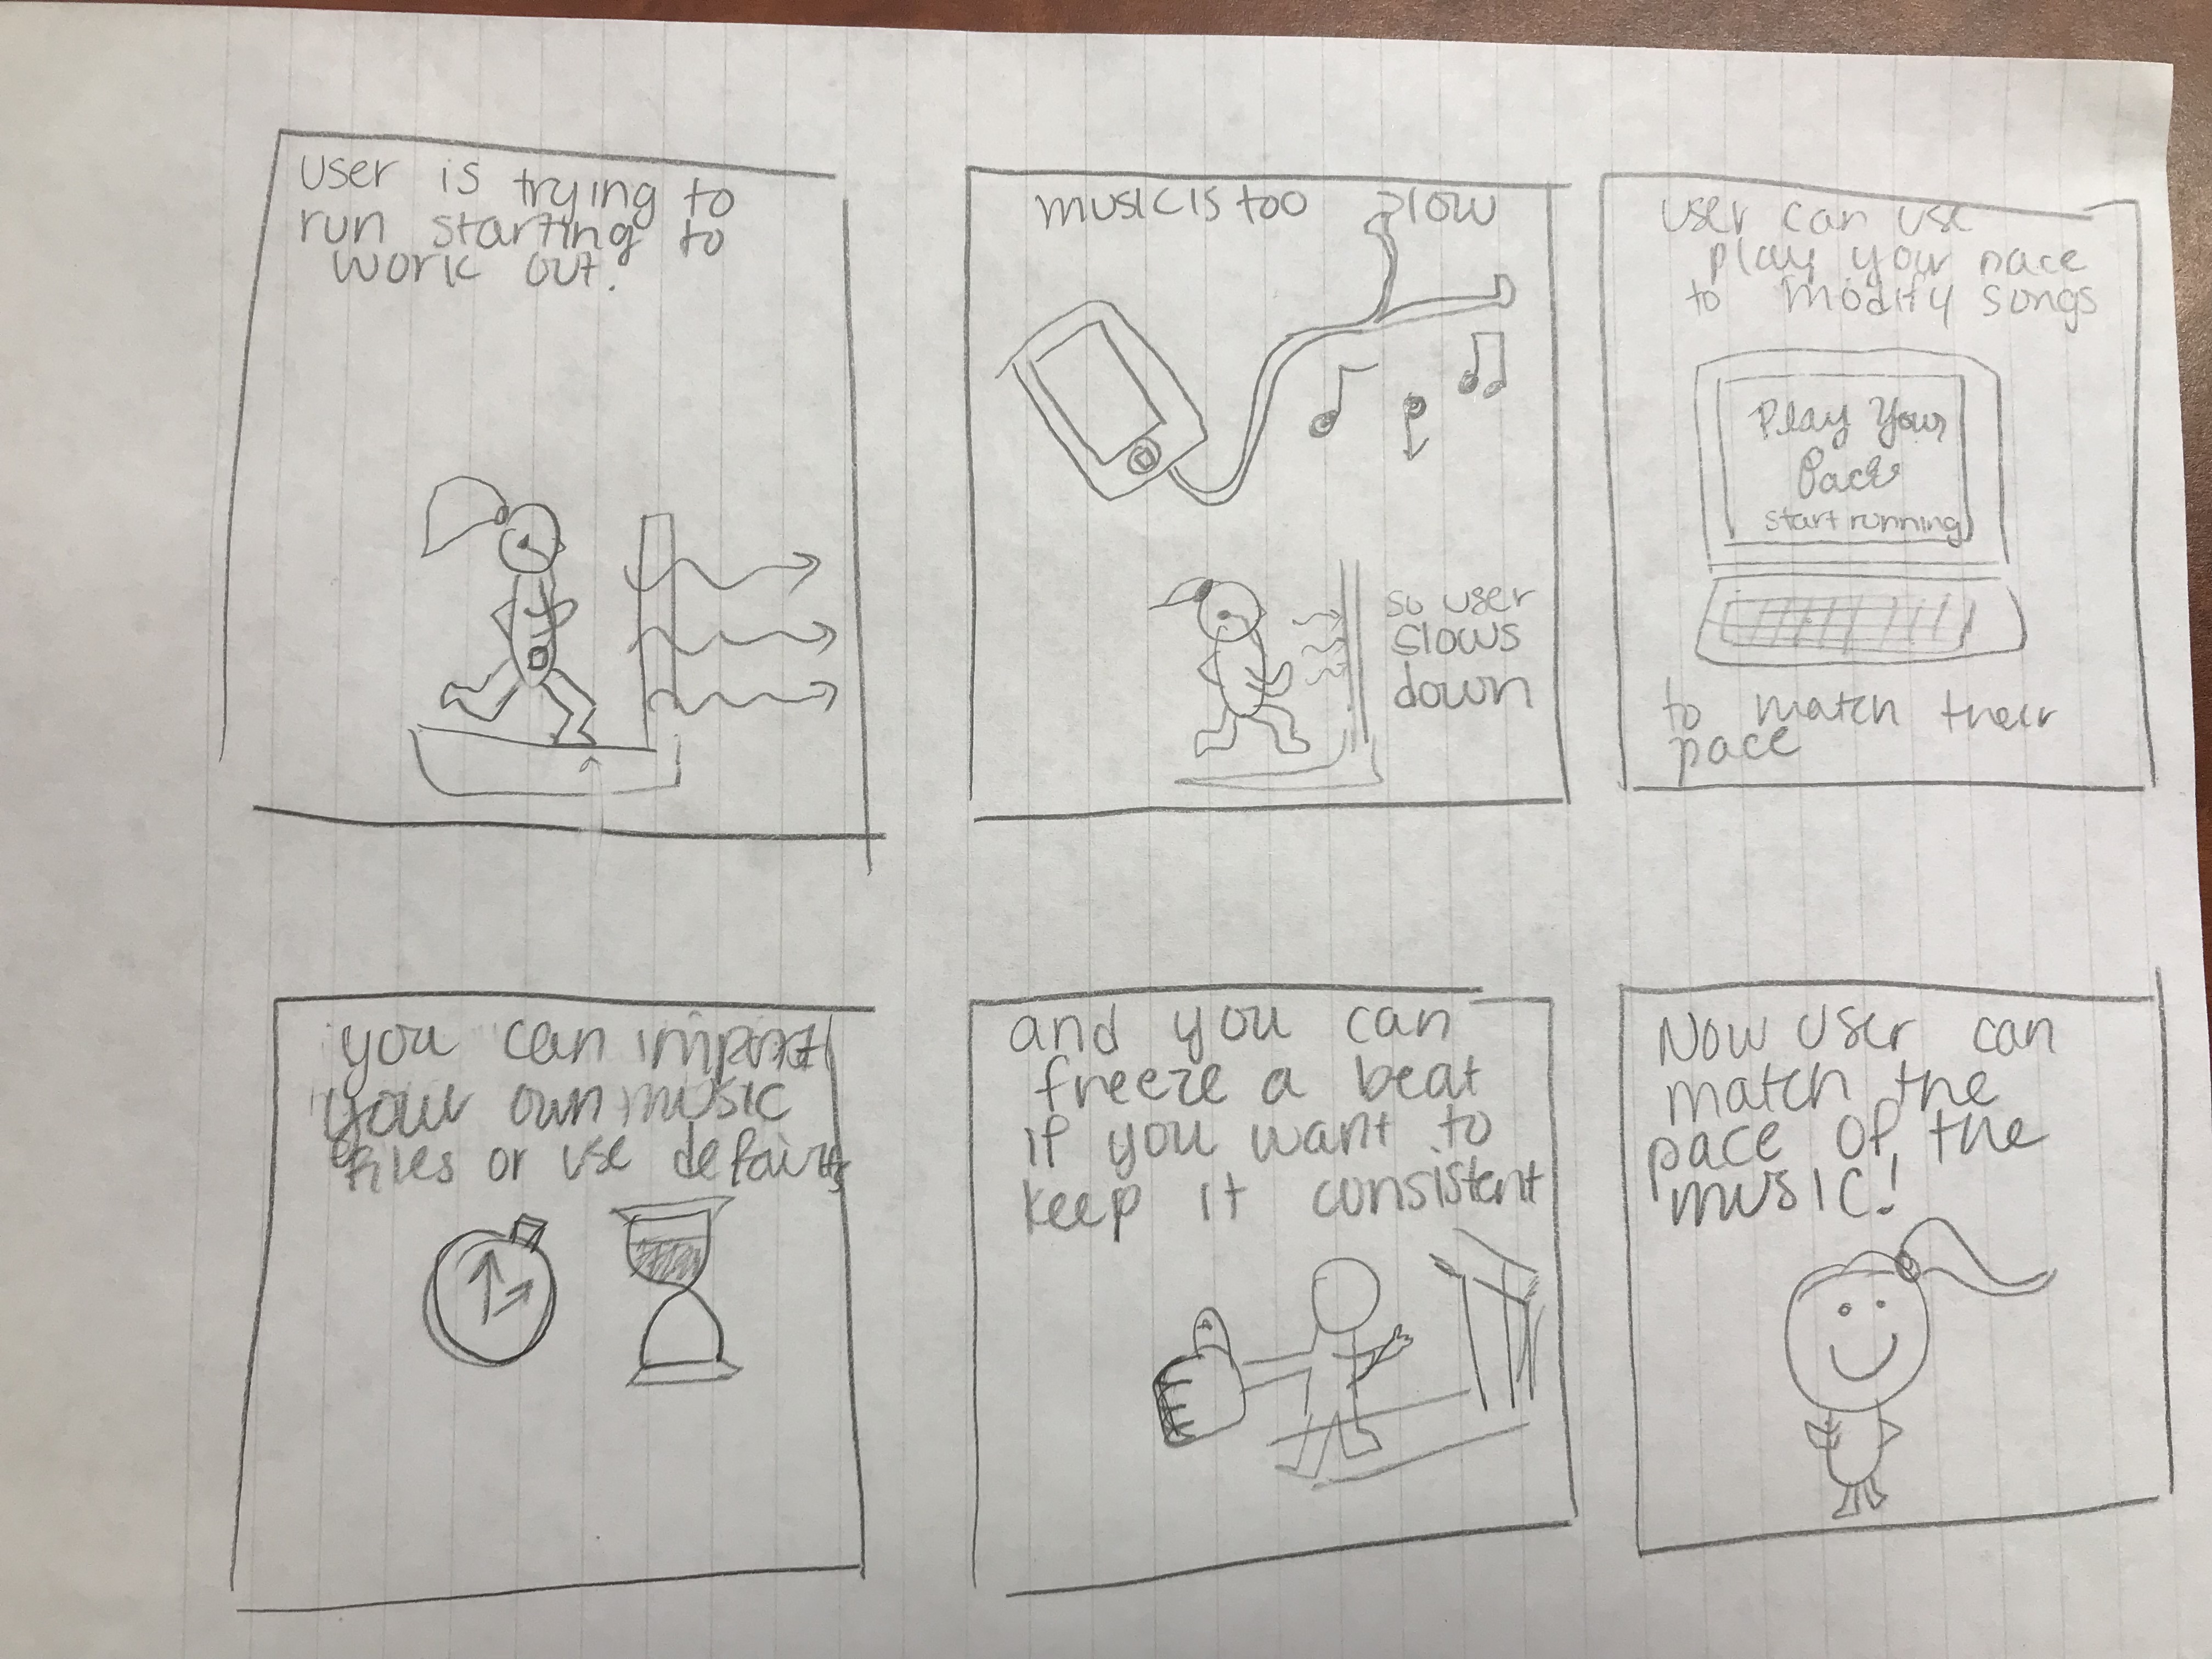 user is trying to
run starting to
work out.
music is too slow
so user
slows
down
user can use
play your pace
to modify songs
Play Your
Pace
start running
to match their
pace
you can import
your own music
files or use defaults
and you can
freeze a beat
if you want to
keep it consistent
Now user can
match of the
pace of the
music!